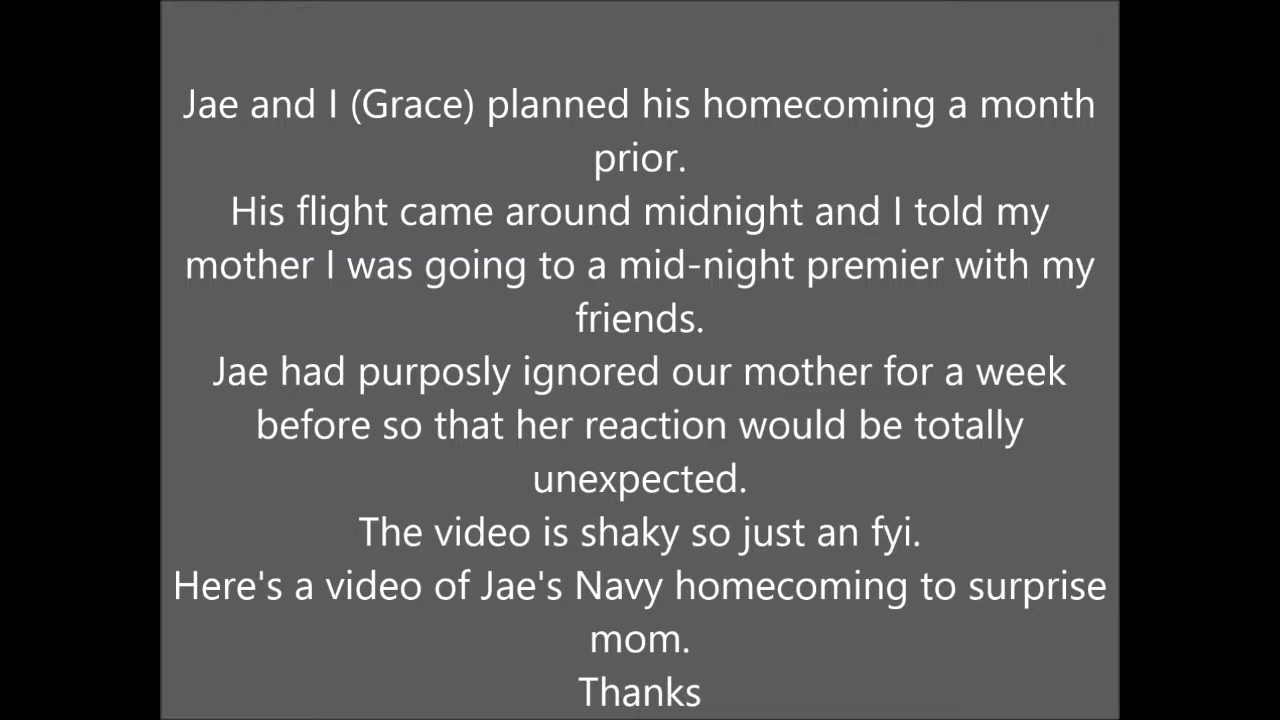 Jae and I (Grace) planned his homecoming a month
prior.
His flight came around midnight and I told my
mother I was going to a mid-night premier with my
friends.
Jae had purposly ignored our mother for a week
before so that her reaction would be totally
unexpected.
The video is shaky so just an fyi.
Here's a video of Jae's Navy homecoming to surprise
mom.
Thanks